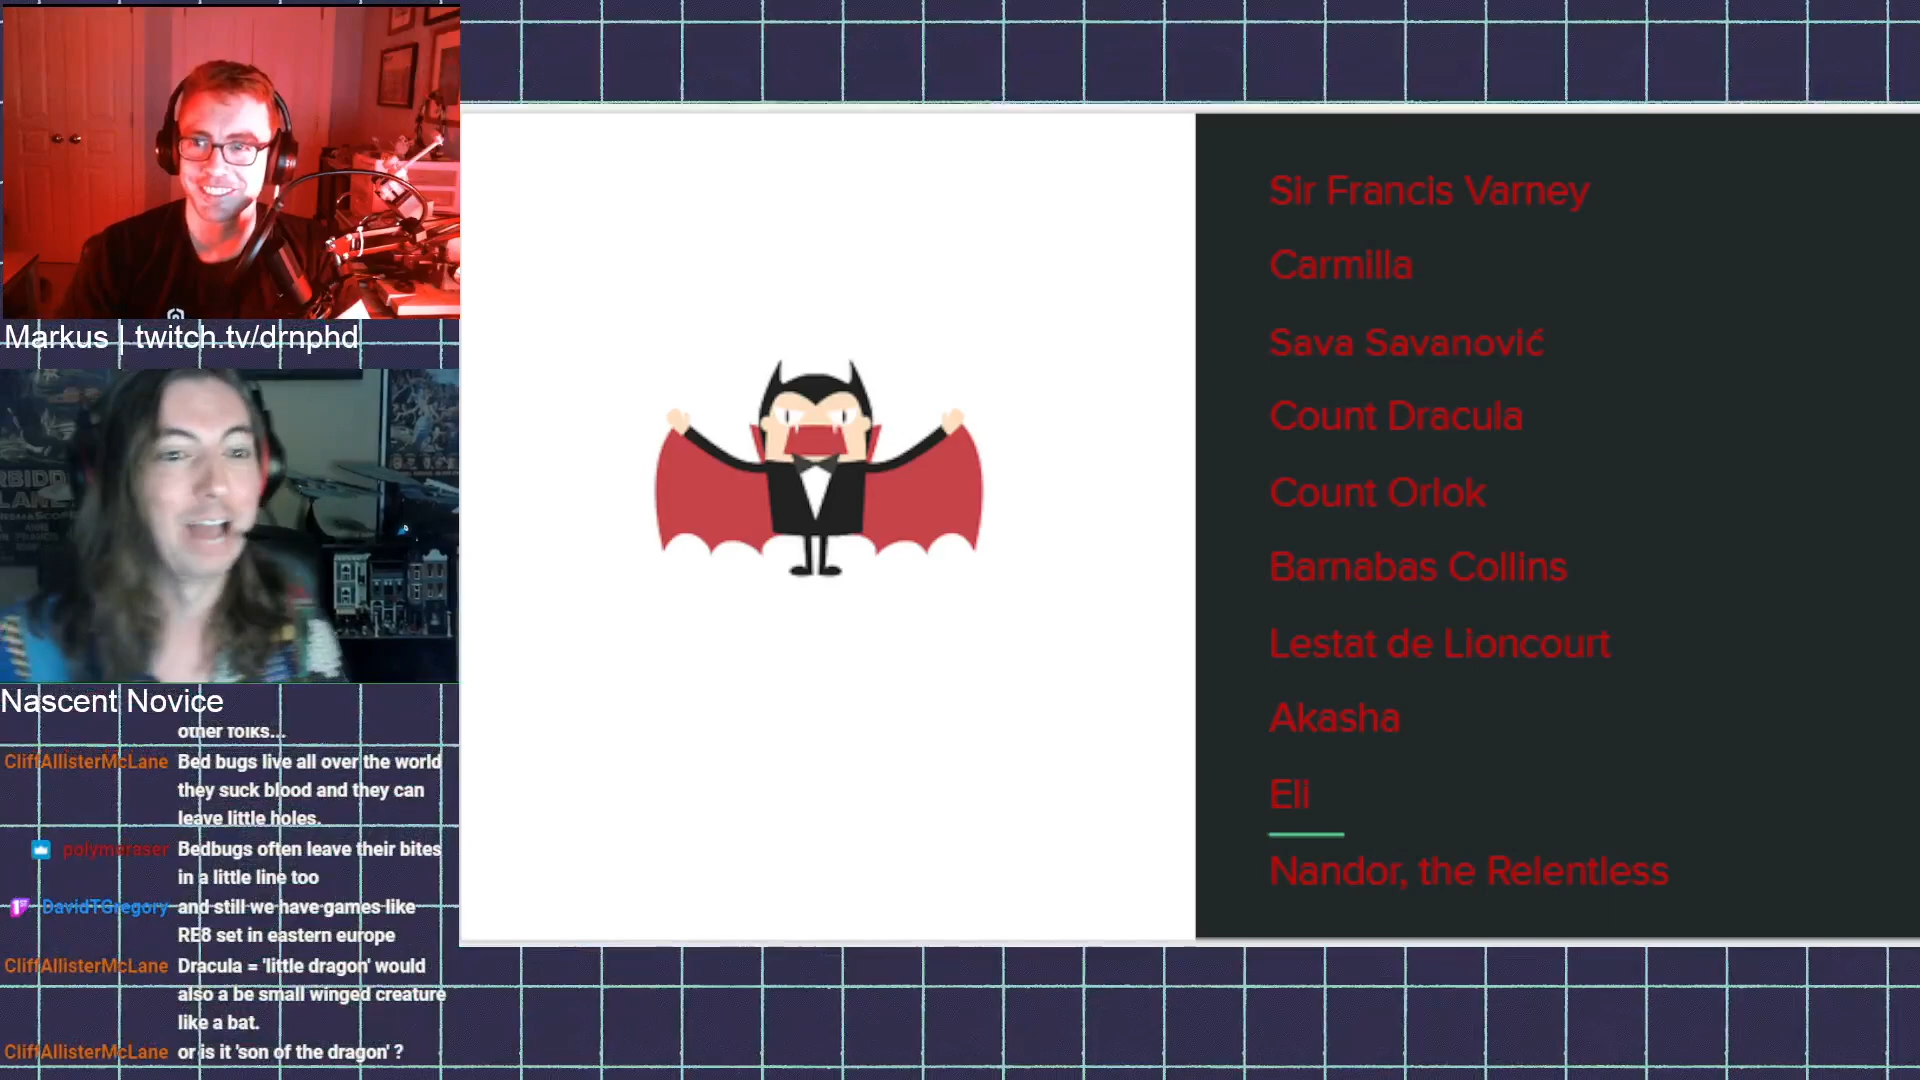 Markus | twitch.tv/drnphd
Nascent Novice
other folks...
CliffAllisterMcLane Bed bugs live all over the world
they suck blood and they can
leave little holes.
polymeraser Bedbugs often leave their bites
in a little line too
DavidTGregory and still we have games like
RE8 set in eastern europe
CliffAllisterMcLane Dracula = 'little dragon' would
also a be small winged creature
like a bat.
CliffAllisterMcLane or is it 'son of the dragon' ?
Sir Francis Varney
Carmilla
Sava Savanović
Count Dracula
Count Orlok
Barnabas Collins
Lestat de Lioncourt
Akasha
Eli
Nandor, the Relentless